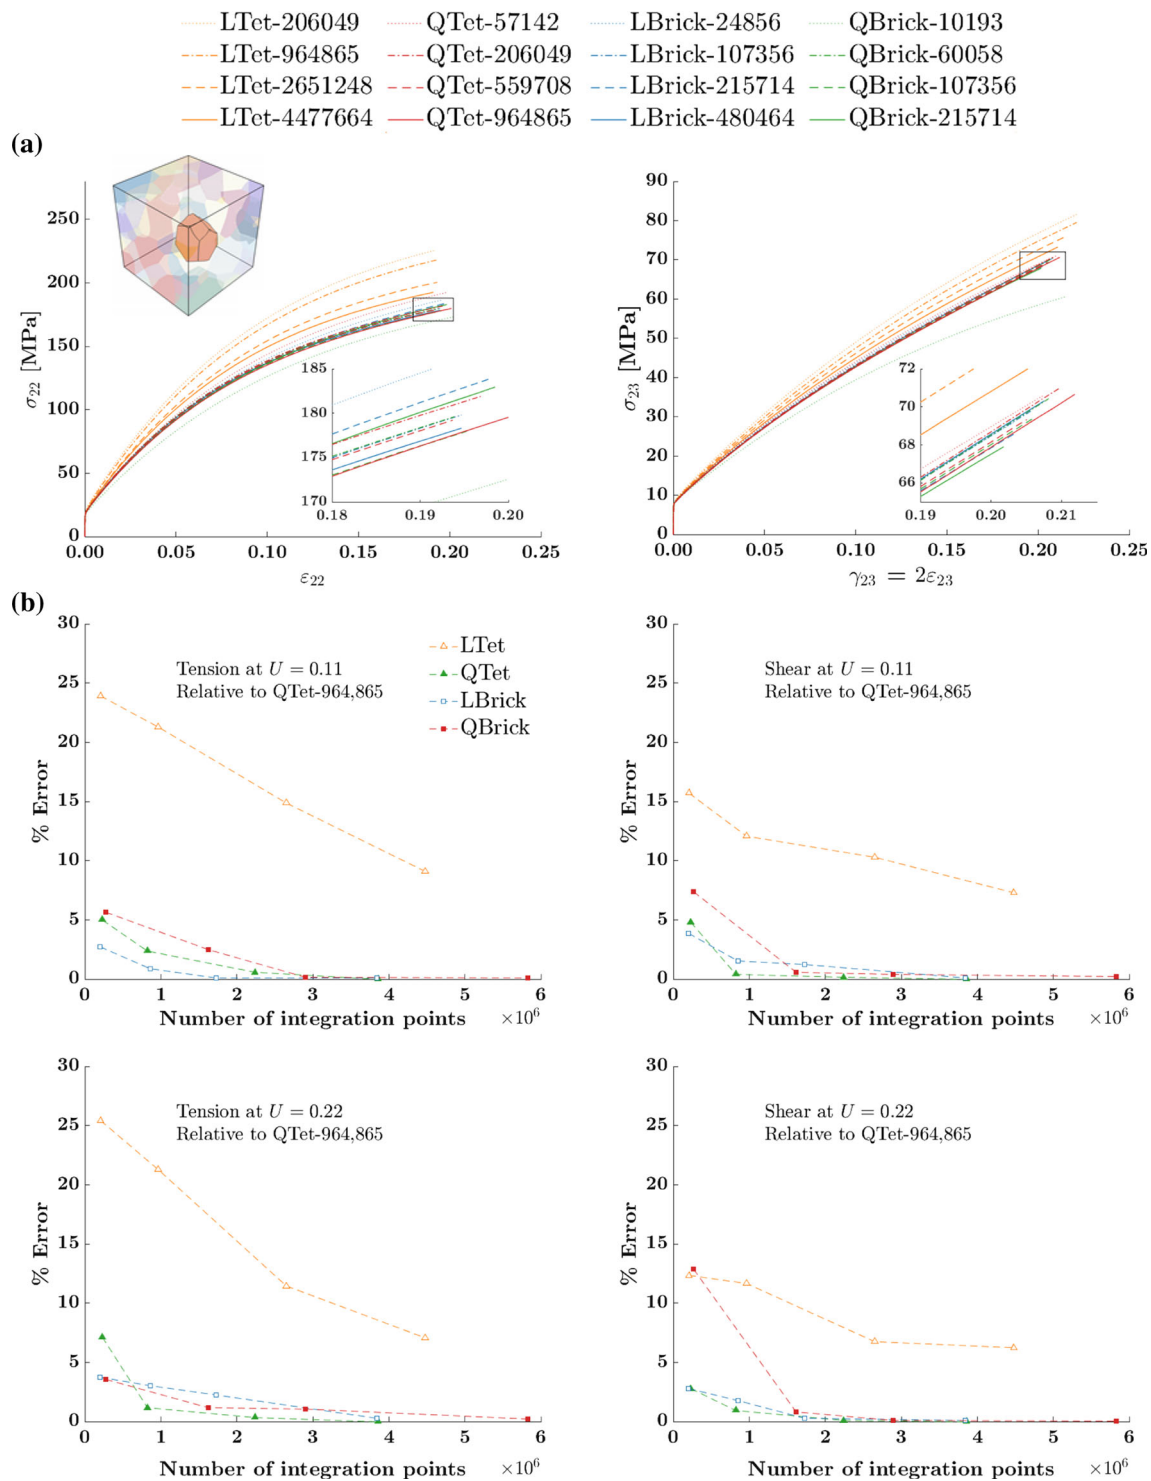 LTet-206049 QTet-57142 LBrick-24856 QBrick-10193
LTet-964865 QTet-206049 LBrick-107356 QBrick-60058
LTet-2651248 QTet-559708 LBrick-215714 QBrick-107356
LTet-4477664 QTet-964865 LBrick-480464 QBrick-215714
(a)
250
200
150
100
50
0
σ₂₂ [MPa]
0.00 0.05 0.10 0.15 0.20 0.25
ε₂₂
185
180
175
170
0.18 0.19 0.20
90
80
70
60
50
40
30
20
10
0
σ₂₃ [MPa]
0.00 0.05 0.10 0.15 0.20 0.25
γ₂₃ = 2ε₂₃
72
70
68
66
0.19 0.20 0.21
(b)
30
25
20
15
10
5
0
% Error
Tension at U = 0.11
Relative to QTet-964,865
LTet
QTet
LBrick
QBrick
0 1 2 3 4 5 6
Number of integration points ×10⁶
30
25
20
15
10
5
0
% Error
Shear at U = 0.11
Relative to QTet-964,865
0 1 2 3 4 5 6
Number of integration points ×10⁶
30
25
20
15
10
5
0
% Error
Tension at U = 0.22
Relative to QTet-964,865
0 1 2 3 4 5 6
Number of integration points ×10⁶
30
25
20
15
10
5
0
% Error
Shear at U = 0.22
Relative to QTet-964,865
0 1 2 3 4 5 6
Number of integration points ×10⁶